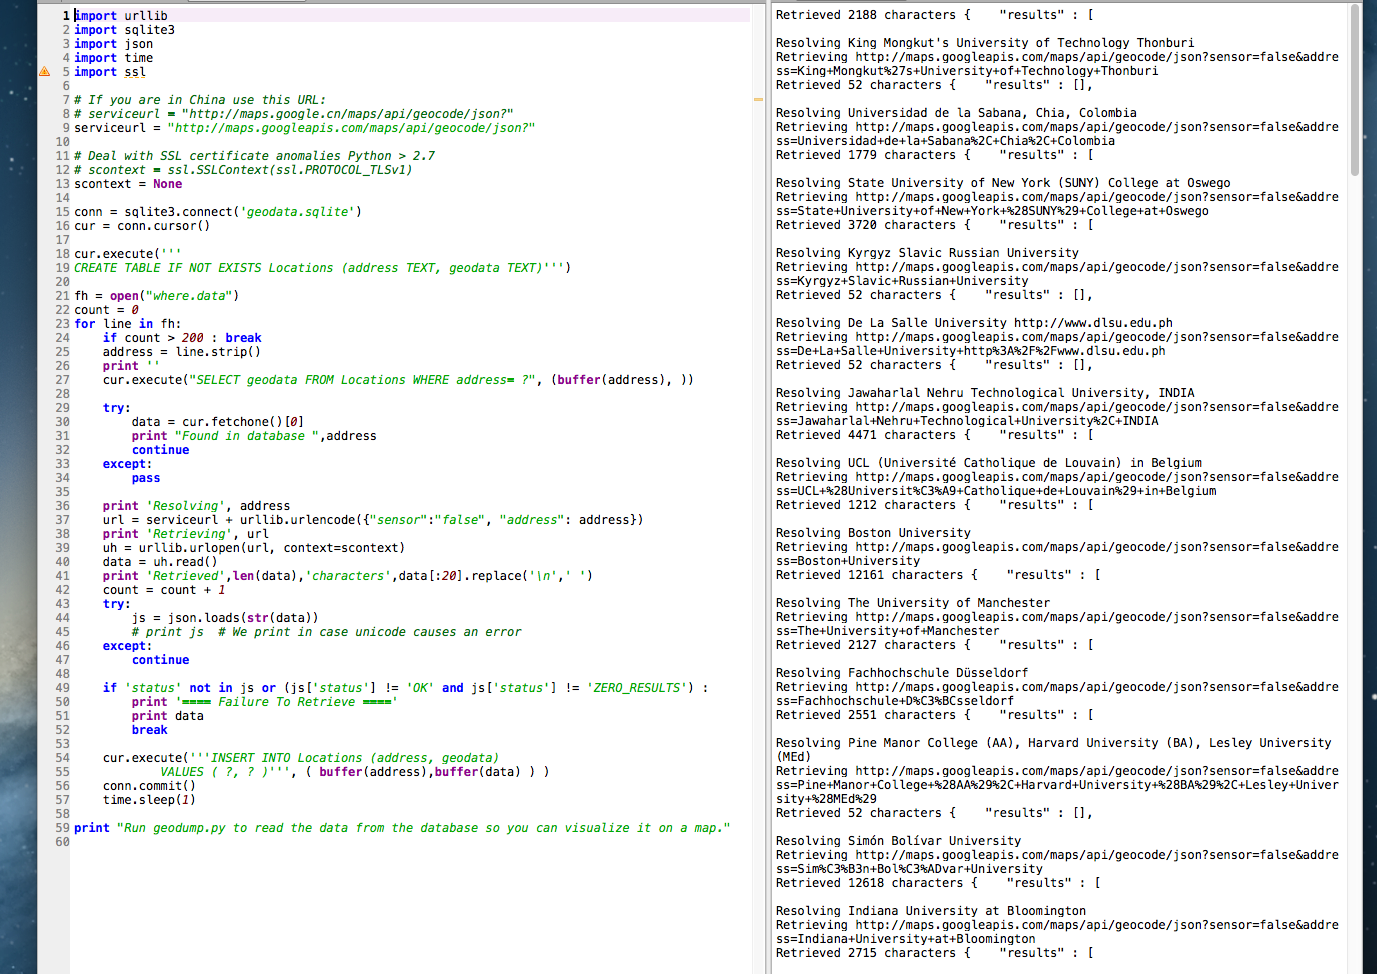 1 import urllib
2 import sqlite3
3 import json
4 import time
5 import ssl
6
7 # If you are in China use this URL:
8 # serviceurl = "http://maps.google.cn/maps/api/geocode/json?"
9 serviceurl = "http://maps.googleapis.com/maps/api/geocode/json?"
10
11 # Deal with SSL certificate anomalies Python > 2.7
12 # scontext = ssl.SSLContext(ssl.PROTOCOL_TLSv1)
13 scontext = None
14
15 conn = sqlite3.connect('geodata.sqlite')
16 cur = conn.cursor()
17
18 cur.execute('''
19 CREATE TABLE IF NOT EXISTS Locations (address TEXT, geodata TEXT)''')
20
21 fh = open("where.data")
22 count = 0
23 for line in fh:
24     if count > 200 : break
25     address = line.strip()
26     print ''
27     cur.execute("SELECT geodata FROM Locations WHERE address= ?", (buffer(address), ))
28
29     try:
30         data = cur.fetchone()[0]
31         print "Found in database ",address
32         continue
33     except:
34         pass
35
36     print 'Resolving', address
37     url = serviceurl + urllib.urlencode({"sensor":"false", "address": address})
38     print 'Retrieving', url
39     uh = urllib.urlopen(url, context=scontext)
40     data = uh.read()
41     print 'Retrieved',len(data),'characters',data[:20].replace('\n',' ')
42     count = count + 1
43     try:
44         js = json.loads(str(data))
45         # print js  # We print in case unicode causes an error
46     except:
47         continue
48
49     if 'status' not in js or (js['status'] != 'OK' and js['status'] != 'ZERO_RESULTS') :
50         print '==== Failure To Retrieve ===='
51         print data
52         break
53
54     cur.execute('''INSERT INTO Locations (address, geodata)
55             VALUES ( ?, ? )''', ( buffer(address),buffer(data) ) )
56     conn.commit()
57     time.sleep(1)
58
59 print "Run geodump.py to read the data from the database so you can visualize it on a map."
60
Retrieved 2188 characters {    "results" : [
Resolving King Mongkut's University of Technology Thonburi
Retrieving http://maps.googleapis.com/maps/api/geocode/json?sensor=false&addre
ss=King+Mongkut%27s+University+of+Technology+Thonburi
Retrieved 52 characters {    "results" : [],
Resolving Universidad de la Sabana, Chia, Colombia
Retrieving http://maps.googleapis.com/maps/api/geocode/json?sensor=false&addre
ss=Universidad+de+la+Sabana%2C+Chia%2C+Colombia
Retrieved 1779 characters {    "results" : [
Resolving State University of New York (SUNY) College at Oswego
Retrieving http://maps.googleapis.com/maps/api/geocode/json?sensor=false&addre
ss=State+University+of+New+York+%28SUNY%29+College+at+Oswego
Retrieved 3720 characters {    "results" : [
Resolving Kyrgyz Slavic Russian University
Retrieving http://maps.googleapis.com/maps/api/geocode/json?sensor=false&addre
ss=Kyrgyz+Slavic+Russian+University
Retrieved 52 characters {    "results" : [],
Resolving De La Salle University http://www.dlsu.edu.ph
Retrieving http://maps.googleapis.com/maps/api/geocode/json?sensor=false&addre
ss=De+La+Salle+University+http%3A%2F%2Fwww.dlsu.edu.ph
Retrieved 52 characters {    "results" : [],
Resolving Jawaharlal Nehru Technological University, INDIA
Retrieving http://maps.googleapis.com/maps/api/geocode/json?sensor=false&addre
ss=Jawaharlal+Nehru+Technological+University%2C+INDIA
Retrieved 4471 characters {    "results" : [
Resolving UCL (Université Catholique de Louvain) in Belgium
Retrieving http://maps.googleapis.com/maps/api/geocode/json?sensor=false&addre
ss=UCL+%28Universit%C3%A9+Catholique+de+Louvain%29+in+Belgium
Retrieved 1212 characters {    "results" : [
Resolving Boston University
Retrieving http://maps.googleapis.com/maps/api/geocode/json?sensor=false&addre
ss=Boston+University
Retrieved 12161 characters {    "results" : [
Resolving The University of Manchester
Retrieving http://maps.googleapis.com/maps/api/geocode/json?sensor=false&addre
ss=The+University+of+Manchester
Retrieved 2127 characters {    "results" : [
Resolving Fachhochschule Düsseldorf
Retrieving http://maps.googleapis.com/maps/api/geocode/json?sensor=false&addre
ss=Fachhochschule+D%C3%BCsseldorf
Retrieved 2551 characters {    "results" : [
Resolving Pine Manor College (AA), Harvard University (BA), Lesley University
(MEd)
Retrieving http://maps.googleapis.com/maps/api/geocode/json?sensor=false&addre
ss=Pine+Manor+College+%28AA%29%2C+Harvard+University+%28BA%29%2C+Lesley+Univer
sity+%28MEd%29
Retrieved 52 characters {    "results" : [],
Resolving Simón Bolívar University
Retrieving http://maps.googleapis.com/maps/api/geocode/json?sensor=false&addre
ss=Sim%C3%B3n+Bol%C3%ADvar+University
Retrieved 12618 characters {    "results" : [
Resolving Indiana University at Bloomington
Retrieving http://maps.googleapis.com/maps/api/geocode/json?sensor=false&addre
ss=Indiana+University+at+Bloomington
Retrieved 2715 characters {    "results" : [